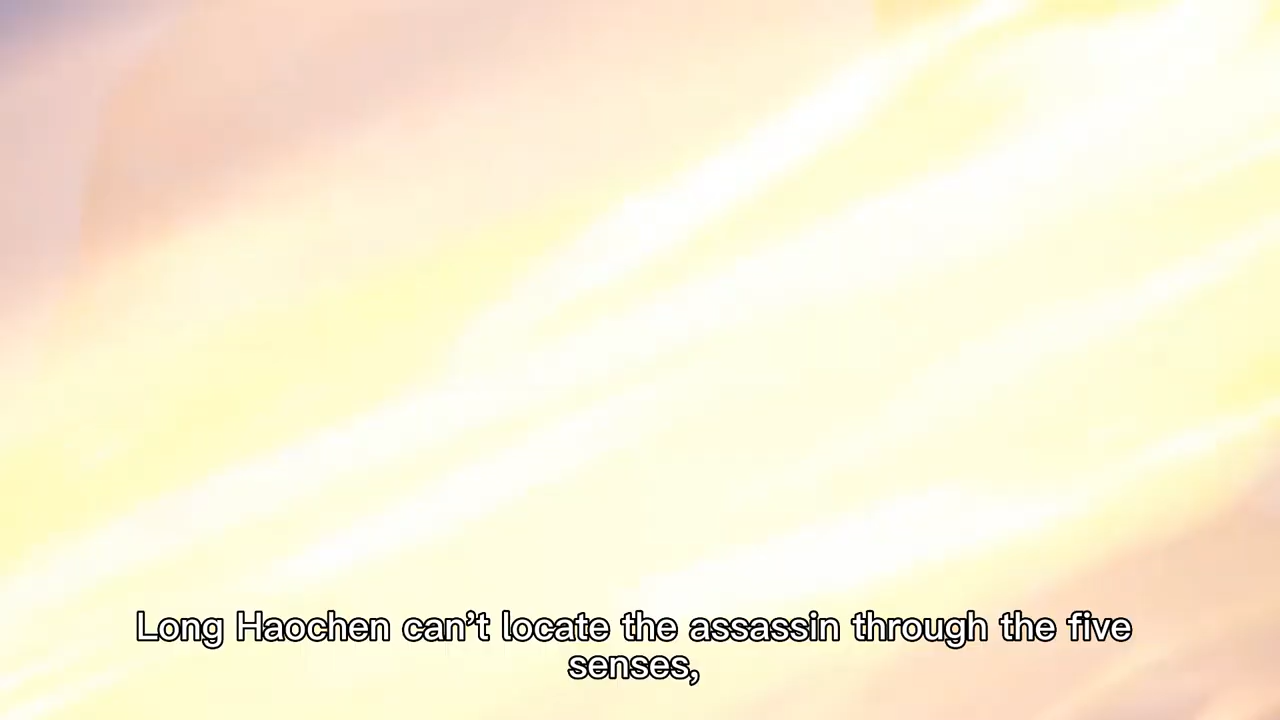 Long Haochen can't locate the assassin through the five
senses,